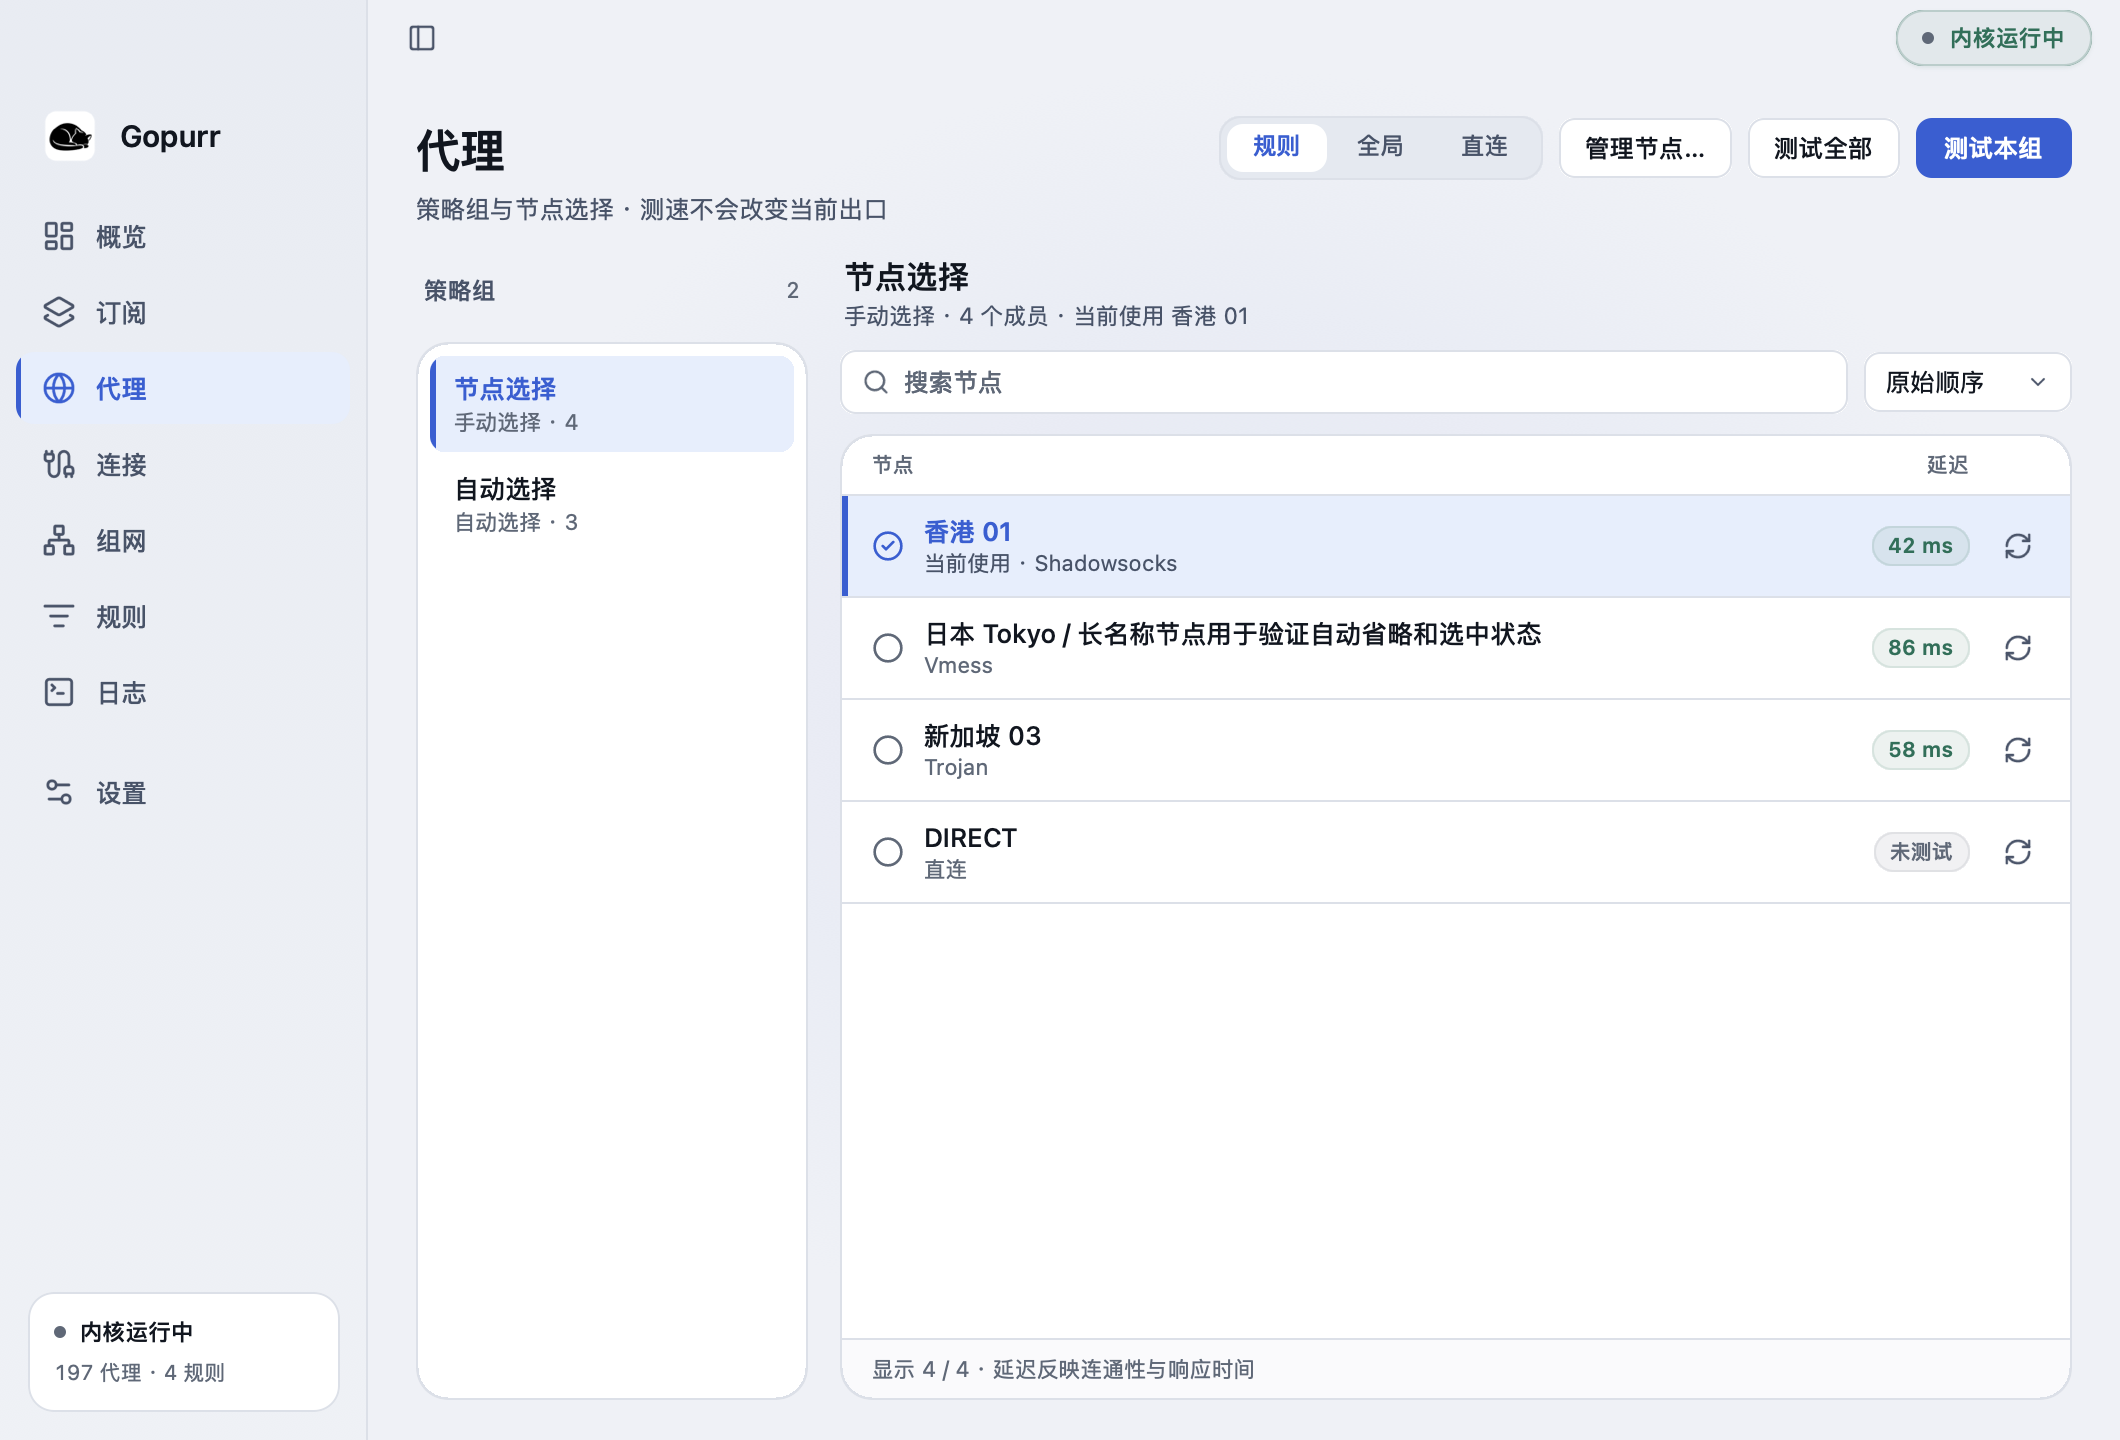 内核运行中
Gopurr
概览
订阅
代理
连接
组网
规则
日志
设置
内核运行中
197 代理 · 4 规则
代理
策略组与节点选择 · 测速不会改变当前出口
规则 全局 直连 管理节点... 测试全部 测试本组
策略组 2
节点选择
手动选择 · 4
自动选择
自动选择 · 3
节点选择
手动选择 · 4 个成员 · 当前使用 香港 01
搜索节点 原始顺序
节点 延迟
香港 01
当前使用 · Shadowsocks
42 ms
日本 Tokyo / 长名称节点用于验证自动省略和选中状态
Vmess
86 ms
新加坡 03
Trojan
58 ms
DIRECT
直连
未测试
显示 4 / 4 · 延迟反映连通性与响应时间